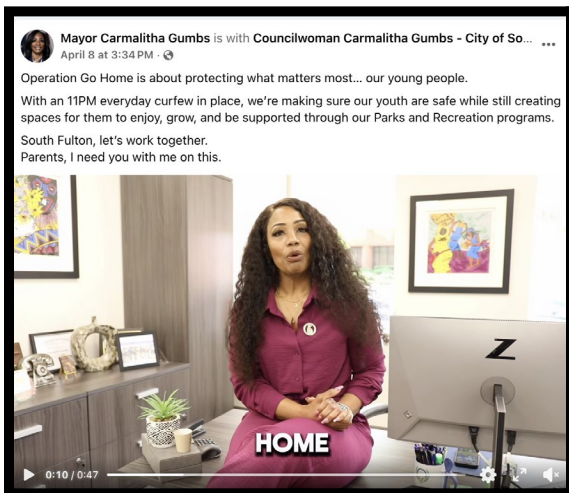 Mayor Carmalitha Gumbs is with Councilwoman Carmalitha Gumbs - City of So...
April 8 at 3:34 PM ·
Operation Go Home is about protecting what matters most... our young people.
With an 11PM everyday curfew in place, we're making sure our youth are safe while still creating
spaces for them to enjoy, grow, and be supported through our Parks and Recreation programs.
South Fulton, let's work together.
Parents, I need you with me on this.
Z
HOME
0:10 / 0:47